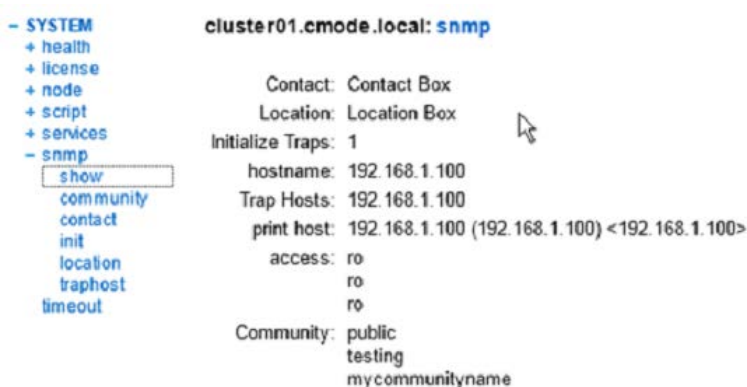 − SYSTEM
+ health
+ license
+ node
+ script
+ services
− snmp
show
community
contact
init
location
traphost
timeout
cluster01.cmode.local: snmp
Contact: Contact Box
Location: Location Box
Initialize Traps: 1
hostname: 192.168.1.100
Trap Hosts: 192.168.1.100
print host: 192.168.1.100 (192.168.1.100) <192.168.1.100>
access: ro
ro
ro
Community: public
testing
mycommunityname